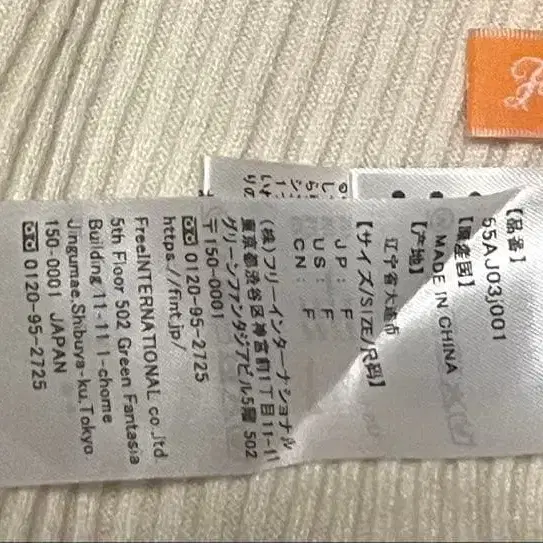 【品番】
55AJ03J001
【原産国】
MADE IN CHINA
【产地】
辽宁省大连市
【サイズ/SIZE/尺码】
JP: F
US: F
CN: F
(株)フリーインターナショナル
東京都渋谷区神宮前1丁目11-11
グリーンファンタジアビル5階 502
〒150-0001
0120-95-2725
https://fint.jp/
FreeINTERNATIONAL co.,ltd.
5th Floor 502 Green Fantasia
Building 11-11 1-chome
Jingumae,Shibuya-ku,Tokyo.
150-0001 JAPAN
0120-95-2725